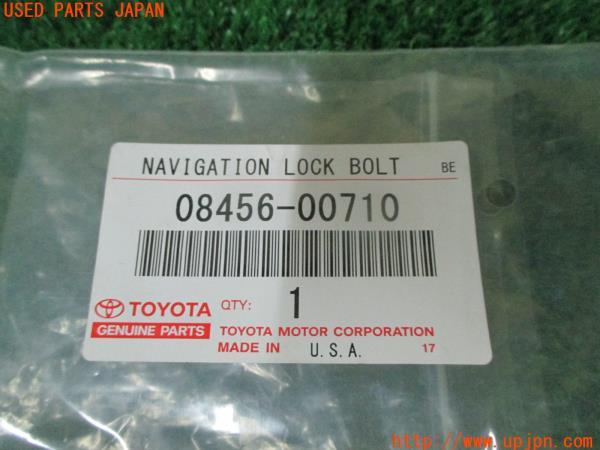 USED PARTS JAPAN
NAVIGATION LOCK BOLT BE
08456-00710
TOYOTA QTY: 1
GENUINE PARTS TOYOTA MOTOR CORPORATION
MADE IN U.S.A. 17
http://www.upjpn.com/